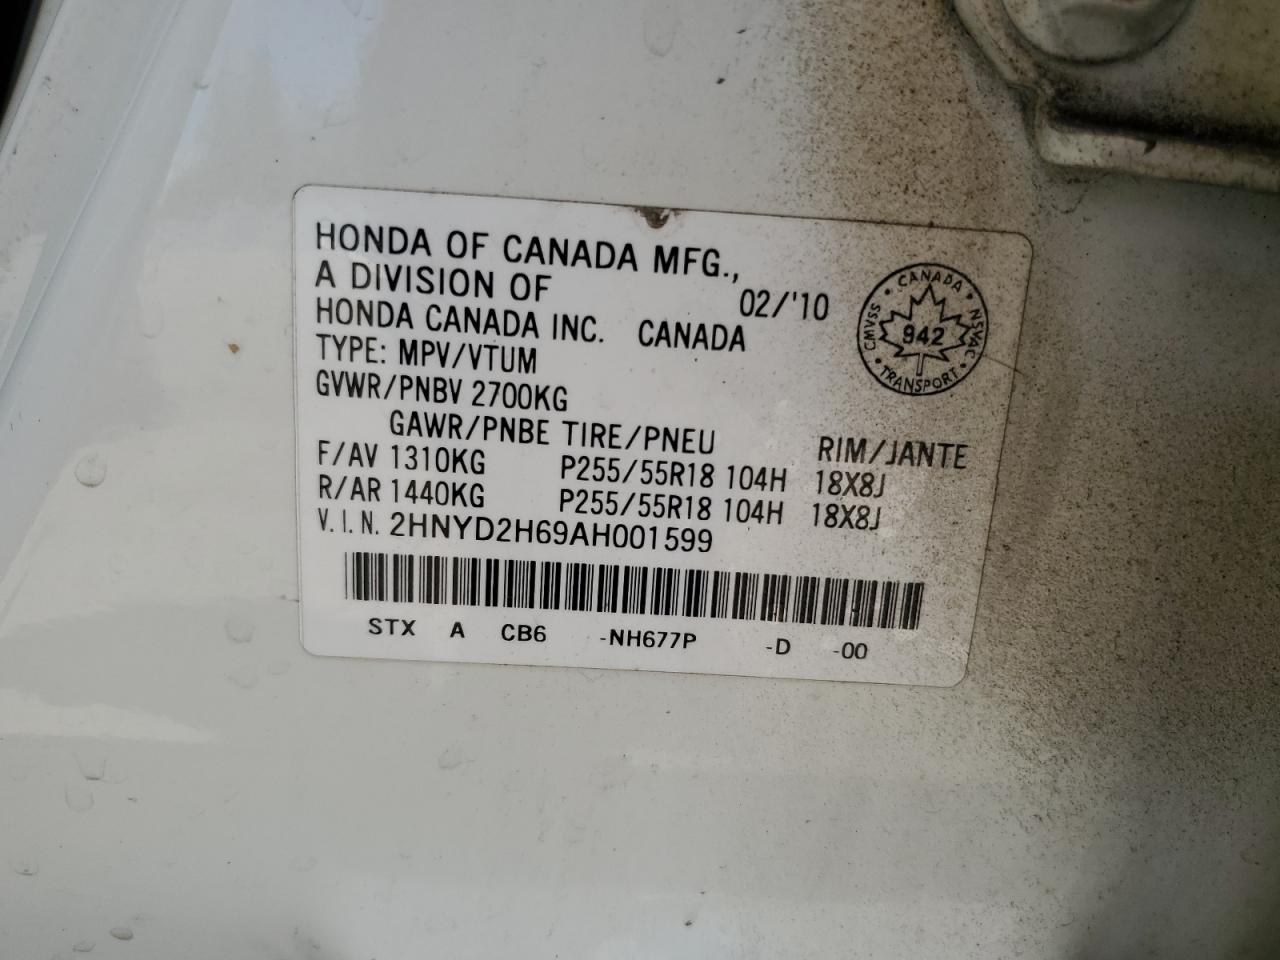 HONDA OF CANADA MFG.,
A DIVISION OF
HONDA CANADA INC. CANADA 02/'10
TYPE: MPV/VTUM
GVWR/PNBV 2700KG
GAWR/PNBE TIRE/PNEU RIM/JANTE
F/AV 1310KG P255/55R18 104H 18X8J
R/AR 1440KG P255/55R18 104H 18X8J
V.I.N. 2HNYD2H69AH001599
STX A CB6 -NH677P -D -00
CANADA
CMVSS 942 NSVAC
TRANSPORT